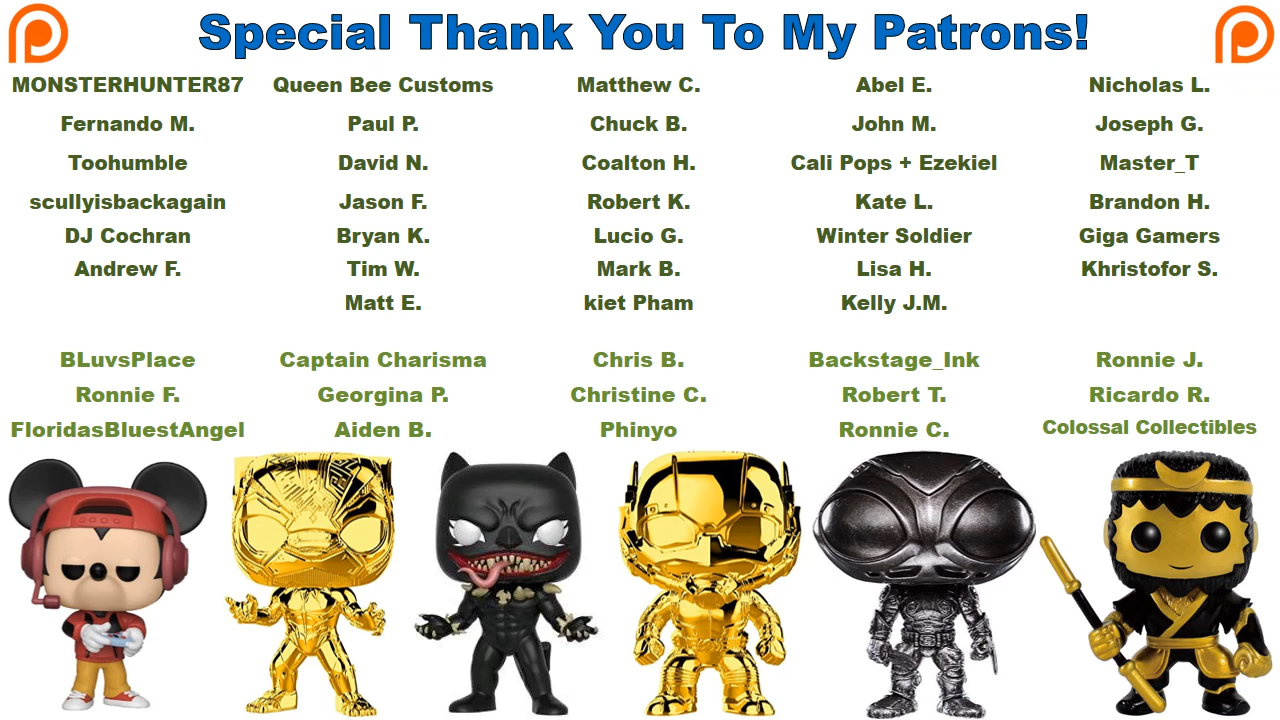 Special Thank You To My Patrons!
MONSTERHUNTER87 Queen Bee Customs Matthew C. Abel E. Nicholas L.
Fernando M. Paul P. Chuck B. John M. Joseph G.
Toohumble David N. Coalton H. Cali Pops + Ezekiel Master_T
scullyisbackagain Jason F. Robert K. Kate L. Brandon H.
DJ Cochran Bryan K. Lucio G. Winter Soldier Giga Gamers
Andrew F. Tim W. Mark B. Lisa H. Khristofor S.
Matt E. kiet Pham Kelly J.M.
BLuvsPlace Captain Charisma Chris B. Backstage_Ink Ronnie J.
Ronnie F. Georgina P. Christine C. Robert T. Ricardo R.
FloridasBluestAngel Aiden B. Phinyo Ronnie C. Colossal Collectibles